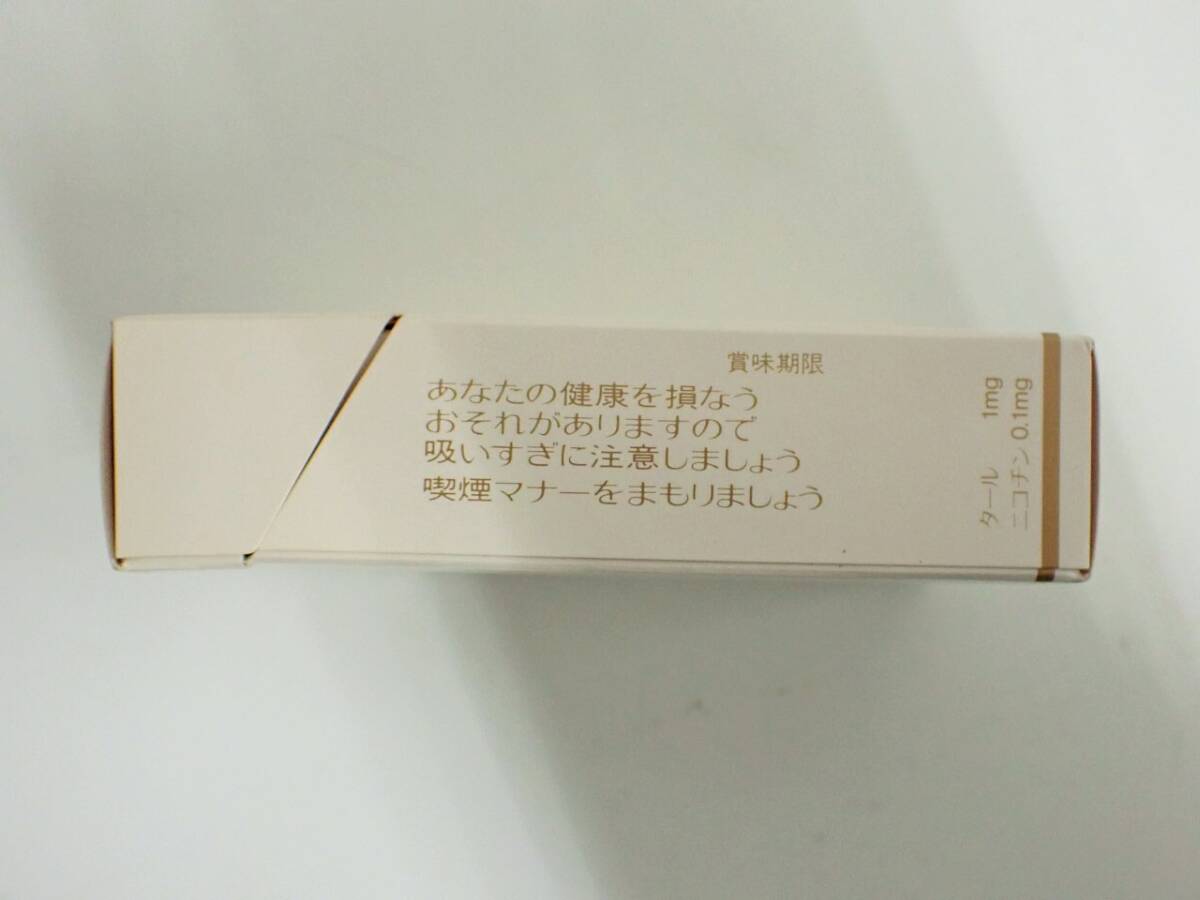 賞味期限
あなたの健康を損なう
おそれがありますので
吸いすぎに注意しましょう
喫煙マナーをまもりましょう
タール 1mg
ニコチン 0.1mg